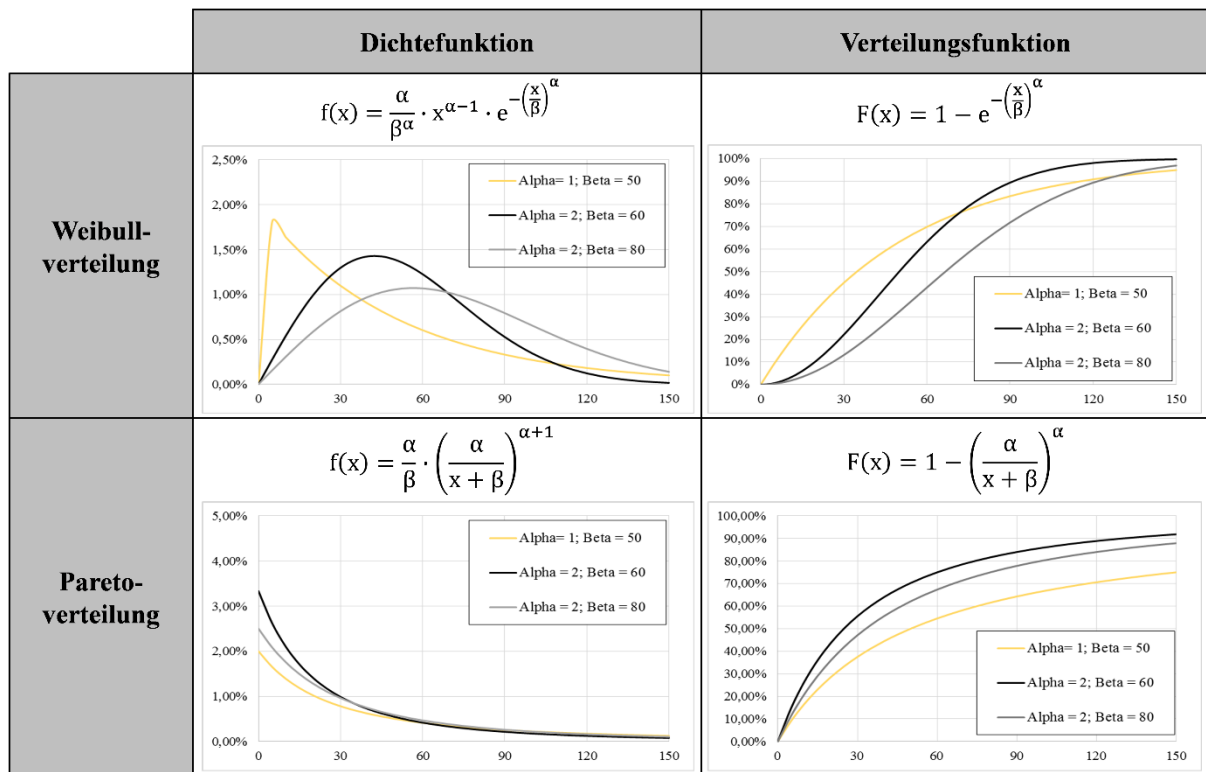 Dichtefunktion
Verteilungsfunktion
Weibull-
verteilung
f(x) = α/β^α · x^(α−1) · e^(−(x/β)^α)
2,50%
2,00%
1,50%
1,00%
0,50%
0,00%
0 30 60 90 120 150
Alpha= 1; Beta = 50
Alpha = 2; Beta = 60
Alpha = 2; Beta = 80
F(x) = 1 − e^(−(x/β)^α)
100%
90%
80%
70%
60%
50%
40%
30%
20%
10%
0%
0 30 60 90 120 150
Alpha= 1; Beta = 50
Alpha = 2; Beta = 60
Alpha = 2; Beta = 80
Pareto-
verteilung
f(x) = α/β · (α/(x + β))^(α+1)
5,00%
4,00%
3,00%
2,00%
1,00%
0,00%
0 30 60 90 120 150
Alpha= 1; Beta = 50
Alpha = 2; Beta = 60
Alpha = 2; Beta = 80
F(x) = 1 − (α/(x + β))^α
100,00%
90,00%
80,00%
70,00%
60,00%
50,00%
40,00%
30,00%
20,00%
10,00%
0,00%
0 30 60 90 120 150
Alpha= 1; Beta = 50
Alpha = 2; Beta = 60
Alpha = 2; Beta = 80